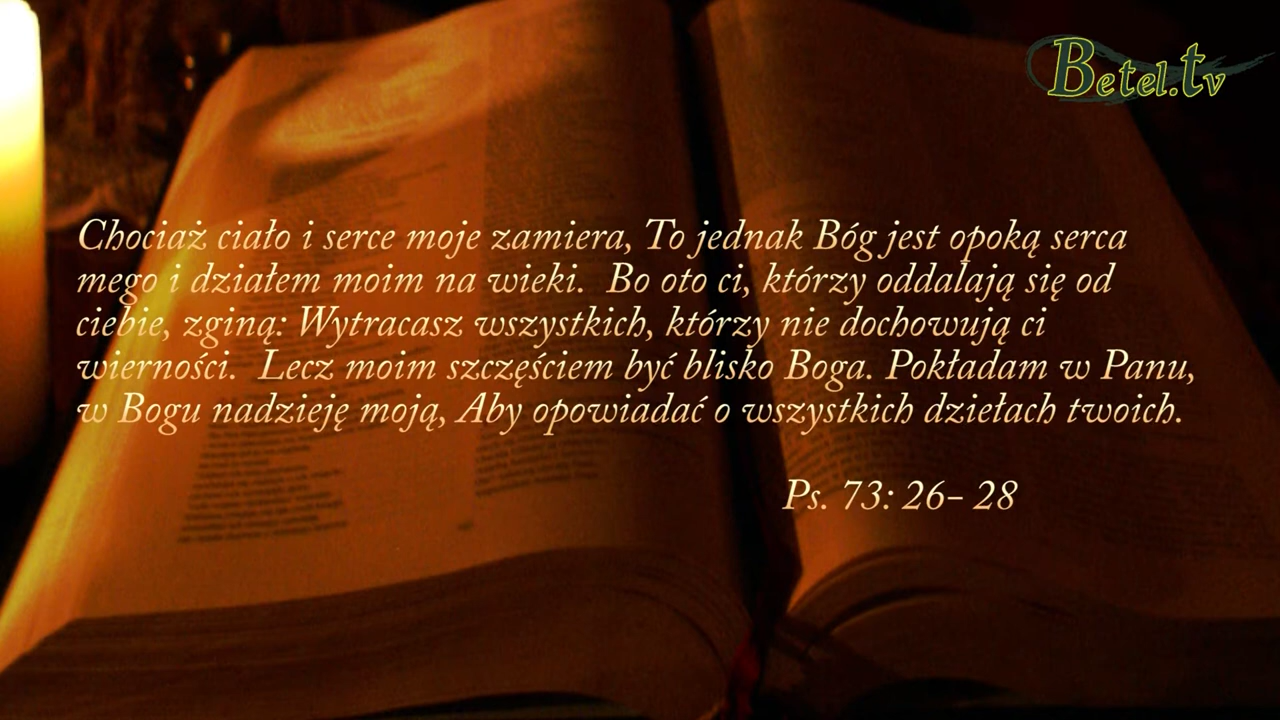 Betel.tv
Chociaż ciało i serce moje zamiera, To jednak Bóg jest opoką serca
mego i działem moim na wieki.  Bo oto ci, którzy oddalają się od
ciebie, zginą: Wytracasz wszystkich, którzy nie dochowują ci
wierności.  Lecz moim szczęściem być blisko Boga. Pokładam w Panu,
w Bogu nadzieję moją, Aby opowiadać o wszystkich dziełach twoich.
Ps. 73: 26– 28